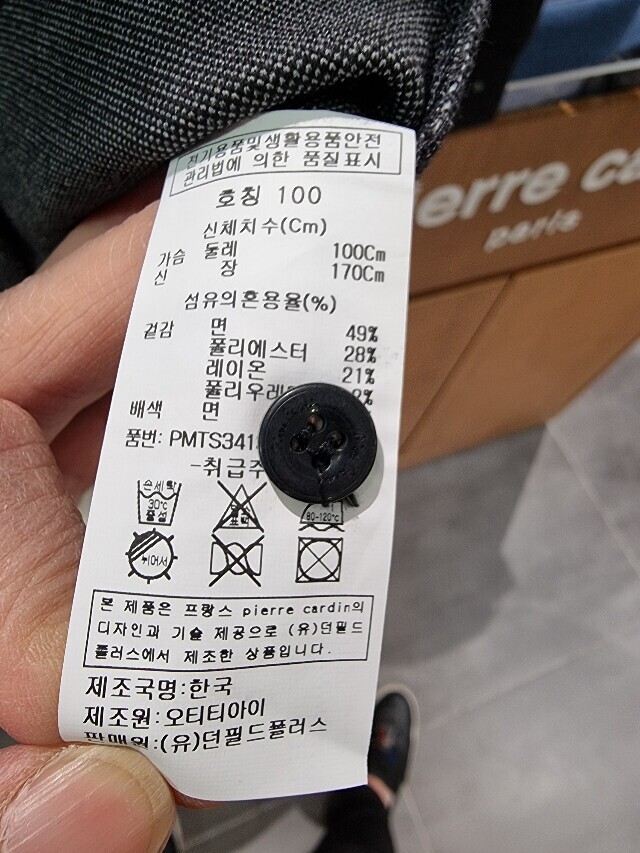 전기용품및생활용품안전
관리법에 의한 품질표시
호칭 100
신체치수(Cm)
가슴 둘레 100Cm
신 장 170Cm
섬유의혼용율(%)
겉감 면 49%
폴리에스터 28%
레이온 21%
배색 면
품번:
-취급주
손세탁
30℃
중성
표백
80-120℃
뉘어서
본 제품은 프랑스 pierre cardin의
디자인과 기술 제공으로 (유)던필드
플러스에서 제조한 상품입니다.
제조국명:한국
제조원:오티티아이
판매원:(유)던필드플러스
paris